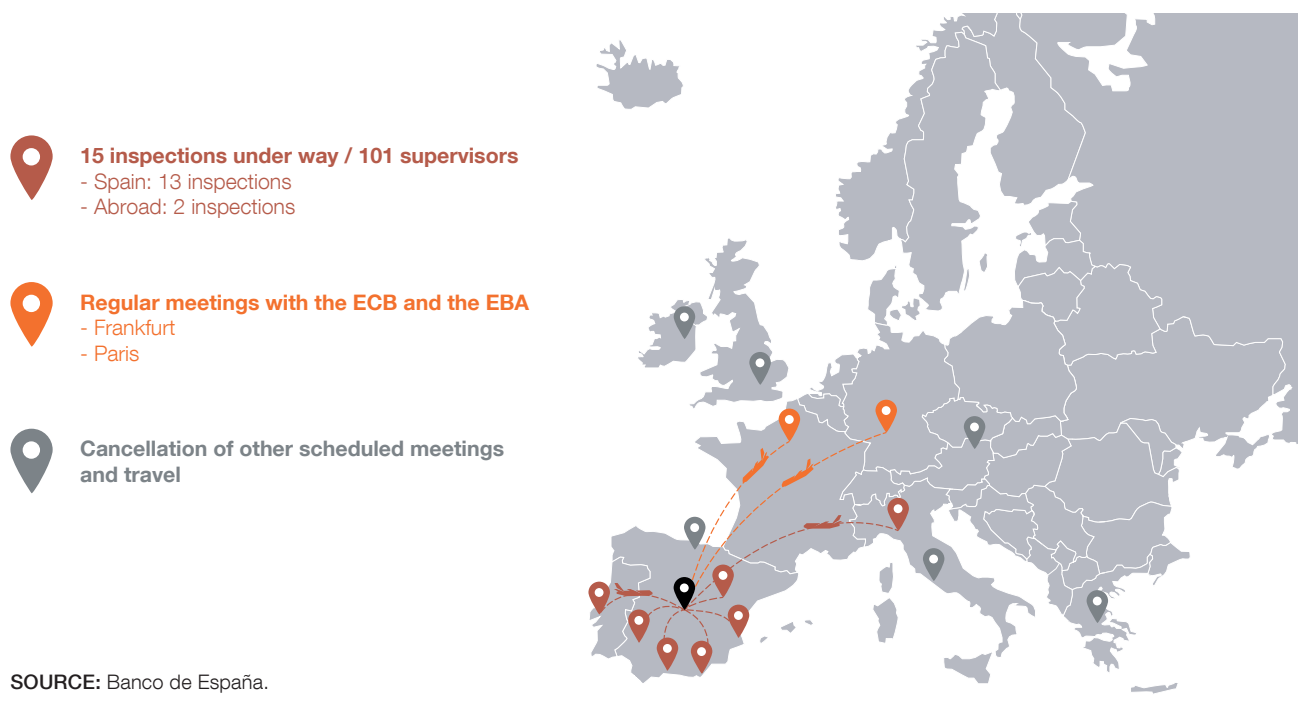 15 inspections under way / 101 supervisors
- Spain: 13 inspections
- Abroad: 2 inspections
Regular meetings with the ECB and the EBA
- Frankfurt
- Paris
Cancellation of other scheduled meetings
and travel
SOURCE: Banco de España.